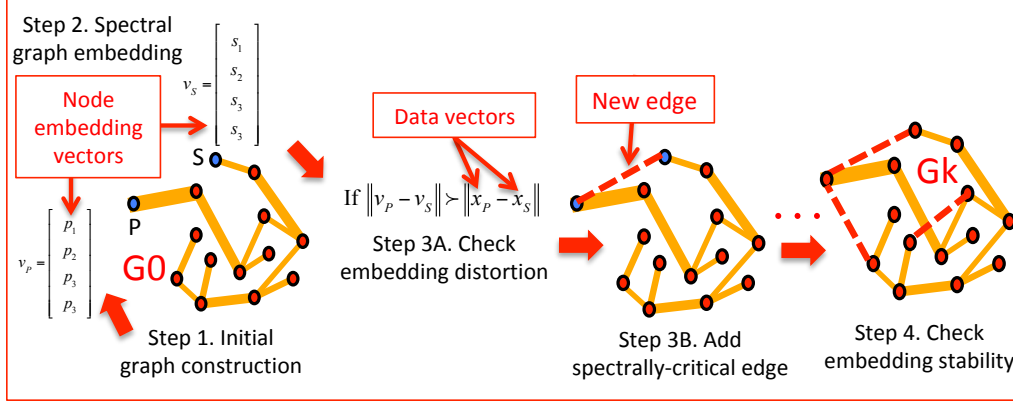 Step 2. Spectral
graph embedding
v_S = [ s_1
s_2
s_3
s_3 ]
Node
embedding
vectors
S
P
v_P = [ p_1
p_2
p_3
p_3 ]
G0
Step 1. Initial
graph construction
Data vectors
If ‖v_P − v_S‖ ≻ ‖x_P − x_S‖
Step 3A. Check
embedding distortion
New edge
Step 3B. Add
spectrally-critical edge
. . .
Gk
Step 4. Check
embedding stability